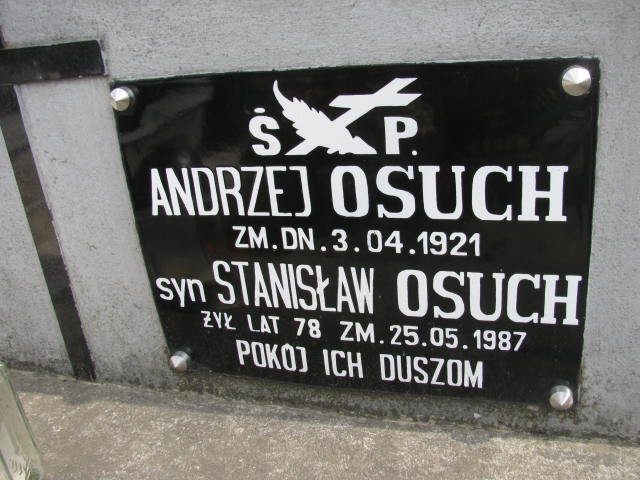 Ś P.
ANDRZEJ OSUCH
ZM. DN. 3.04.1921
syn STANISŁAW OSUCH
ŻYŁ LAT 78 ZM. 25.05.1987
POKÓJ ICH DUSZOM